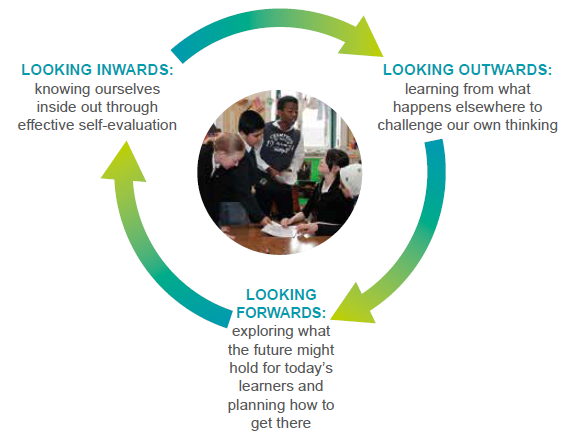 LOOKING INWARDS:
knowing ourselves
inside out through
effective self-evaluation
LOOKING OUTWARDS:
learning from what
happens elsewhere to
challenge our own thinking
LOOKING
FORWARDS:
exploring what
the future might
hold for today's
learners and
planning how to
get there